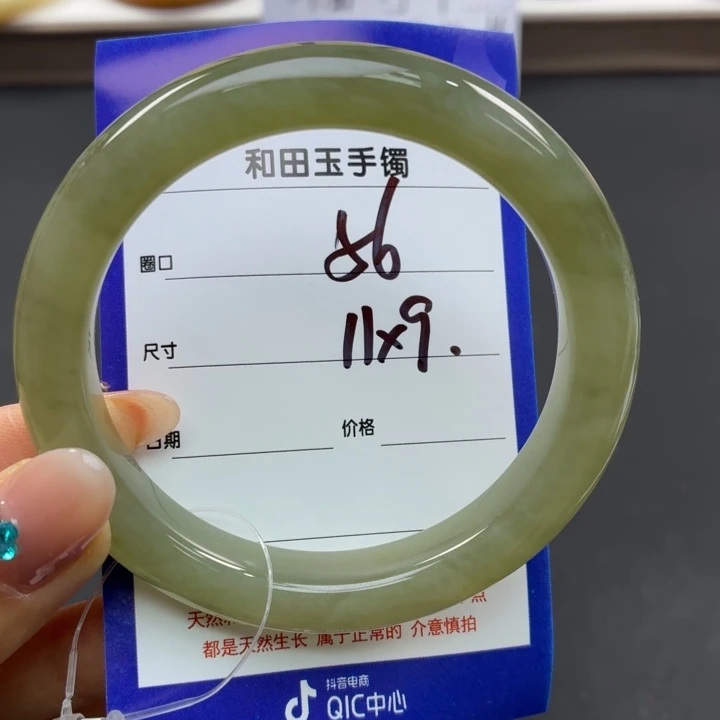 和田玉手镯
圈口 56
尺寸 11x9.
日期 价格
天然
都是天然生长 属于正常的 介意慎拍
抖音电商
QIC中心